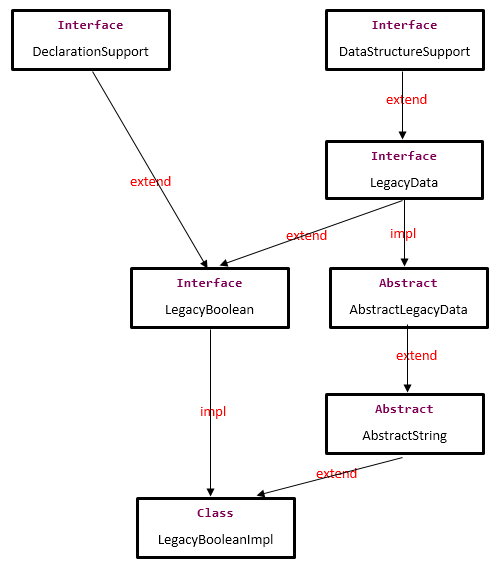 Interface
DeclarationSupport
Interface
DataStructureSupport
extend
Interface
LegacyData
extend
extend
impl
Interface
LegacyBoolean
Abstract
AbstractLegacyData
extend
impl
Abstract
AbstractString
extend
Class
LegacyBooleanImpl